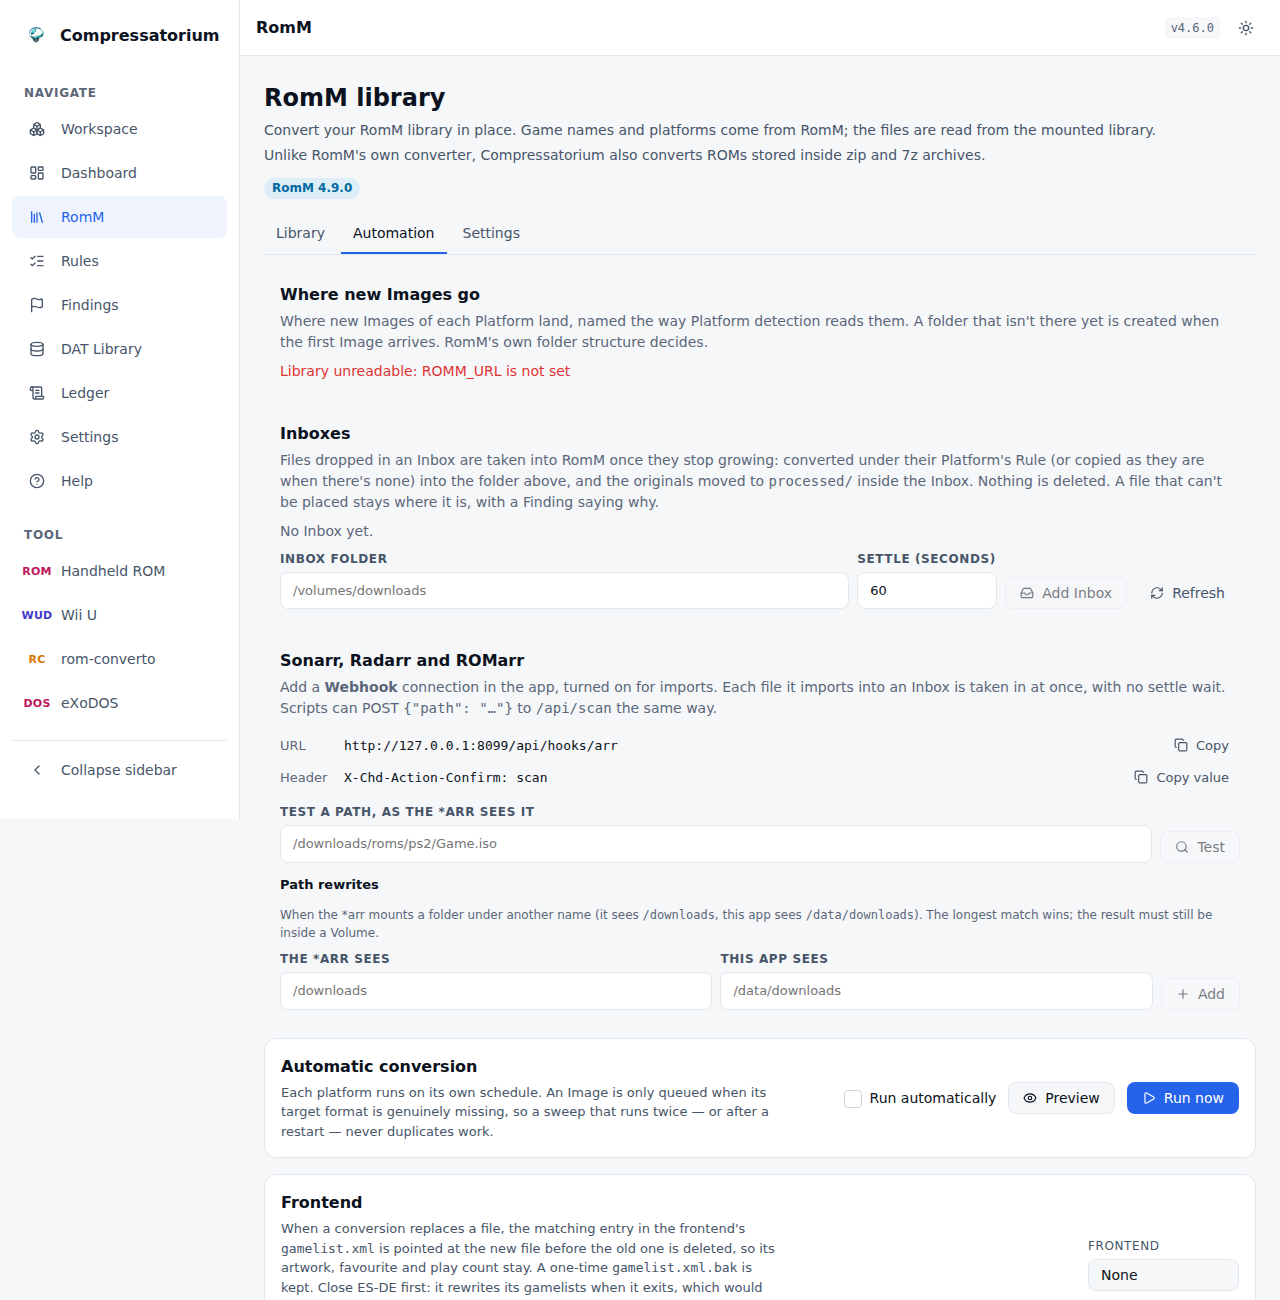 Compressatorium
RomM
v4.6.0
NAVIGATE
Workspace
Dashboard
RomM
Rules
Findings
DAT Library
Ledger
Settings
Help
TOOL
ROM Handheld ROM
WUD Wii U
RC rom-converto
DOS eXoDOS
Collapse sidebar
RomM library
Convert your RomM library in place. Game names and platforms come from RomM; the files are read from the mounted library.
Unlike RomM's own converter, Compressatorium also converts ROMs stored inside zip and 7z archives.
RomM 4.9.0
Library Automation Settings
Where new Images go
Where new Images of each Platform land, named the way Platform detection reads them. A folder that isn't there yet is created when
the first Image arrives. RomM's own folder structure decides.
Library unreadable: ROMM_URL is not set
Inboxes
Files dropped in an Inbox are taken into RomM once they stop growing: converted under their Platform's Rule (or copied as they are
when there's none) into the folder above, and the originals moved to processed/ inside the Inbox. Nothing is deleted. A file that can't
be placed stays where it is, with a Finding saying why.
No Inbox yet.
INBOX FOLDER SETTLE (SECONDS)
/volumes/downloads 60 Add Inbox Refresh
Sonarr, Radarr and ROMarr
Add a Webhook connection in the app, turned on for imports. Each file it imports into an Inbox is taken in at once, with no settle wait.
Scripts can POST {"path": "…"} to /api/scan the same way.
URL http://127.0.0.1:8099/api/hooks/arr Copy
Header X-Chd-Action-Confirm: scan Copy value
TEST A PATH, AS THE *ARR SEES IT
/downloads/roms/ps2/Game.iso Test
Path rewrites
When the *arr mounts a folder under another name (it sees /downloads, this app sees /data/downloads). The longest match wins; the result must still be
inside a Volume.
THE *ARR SEES THIS APP SEES
/downloads /data/downloads Add
Automatic conversion
Each platform runs on its own schedule. An Image is only queued when its
target format is genuinely missing, so a sweep that runs twice — or after a
restart — never duplicates work.
Run automatically Preview Run now
Frontend
When a conversion replaces a file, the matching entry in the frontend's
gamelist.xml is pointed at the new file before the old one is deleted, so its
artwork, favourite and play count stay. A one-time gamelist.xml.bak is
kept. Close ES-DE first: it rewrites its gamelists when it exits, which would
FRONTEND
None